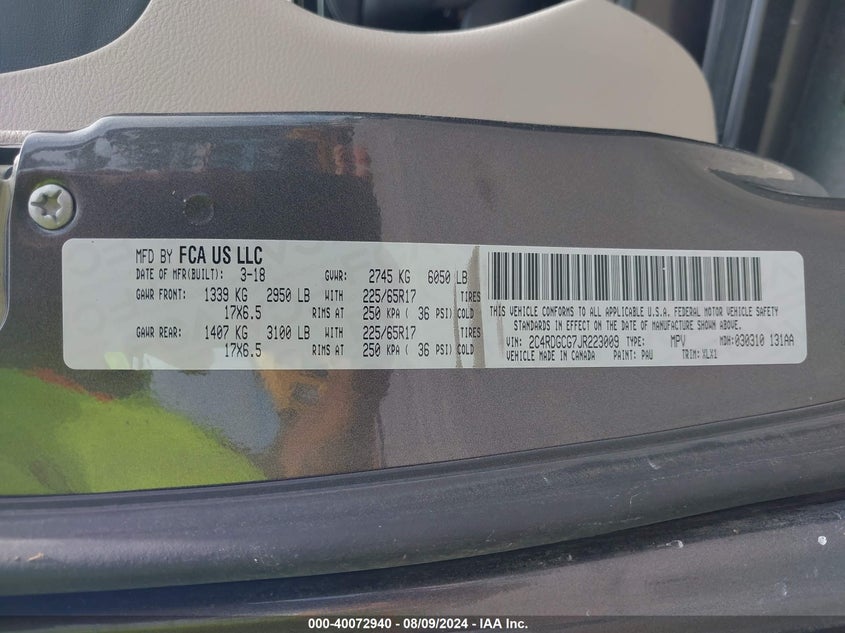 MFD BY FCA US LLC
DATE OF MFR(BUILT): 3-18 GVWR: 2745 KG 6050 LB
GAWR FRONT: 1339 KG 2950 LB WITH 225/65R17 TIRES
17X6.5 RIMS AT 250 KPA ( 36 PSI) COLD
GAWR REAR: 1407 KG 3100 LB WITH 225/65R17 TIRES
17X6.5 RIMS AT 250 KPA ( 36 PSI) COLD
THIS VEHICLE CONFORMS TO ALL APPLICABLE U.S.A. FEDERAL MOTOR VEHICLE SAFETY
STANDARDS IN EFFECT ON THE DATE OF MANUFACTURE SHOWN ABOVE.
VIN: 2C4RDGCG7JR223009 TYPE: MPV MDH: 030310 131AA
VEHICLE MADE IN CANADA PAINT: PAU TRIM: XLX1
000-40072940 - 08/09/2024 - IAA Inc.